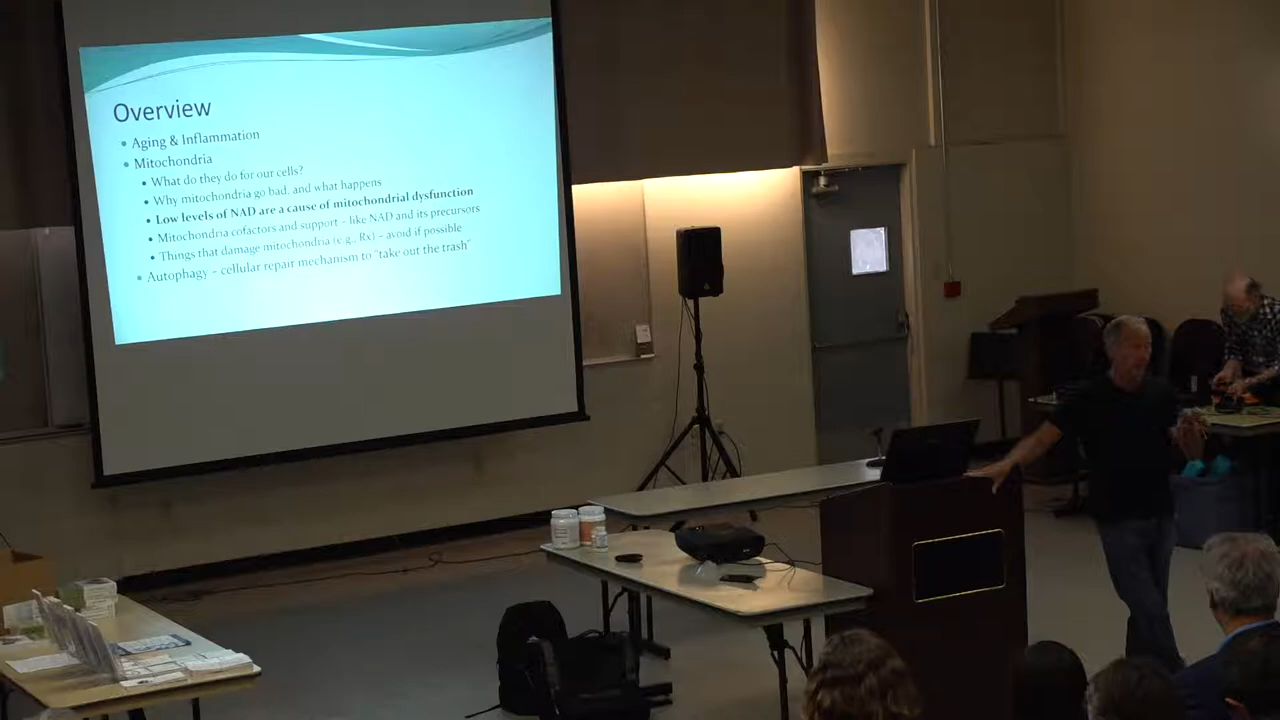 Overview
Aging & Inflammation
Mitochondria
What do they do for our cells?
Why mitochondria go bad, and what happens
Low levels of NAD are a cause of mitochondrial dysfunction
Mitochondria cofactors and support – like NAD and its precursors
Things that damage mitochondria (e.g., Rx) – avoid if possible
Autophagy – cellular repair mechanism to "take out the trash"